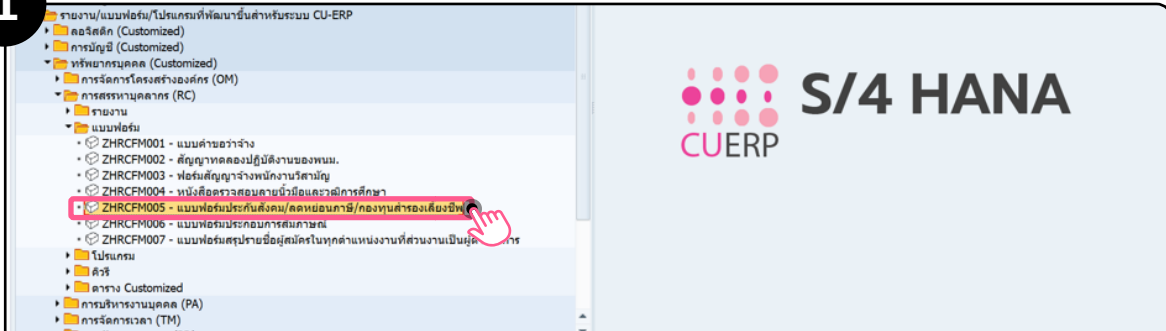 1
รายงาน/แบบฟอร์ม/โปรแกรมที่พัฒนาขึ้นสำหรับระบบ CU-ERP
ลอจิสติก (Customized)
การบัญชี (Customized)
ทรัพยากรบุคคล (Customized)
การจัดการโครงสร้างองค์กร (OM)
การสรรหาบุคลากร (RC)
รายงาน
แบบฟอร์ม
ZHRCFM001 - แบบคำขอว่าจ้าง
ZHRCFM002 - สัญญาทดลองปฏิบัติงานของพนม.
ZHRCFM003 - ฟอร์มสัญญาจ้างพนักงานวิสามัญ
ZHRCFM004 - หนังสือตรวจสอบลายนิ้วมือและวุฒิการศึกษา
ZHRCFM005 - แบบฟอร์มประกันสังคม/ลดหย่อนภาษี/กองทุนสำรองเลี้ยงชีพ
ZHRCFM006 - แบบฟอร์มประกอบการสัมภาษณ์
ZHRCFM007 - แบบฟอร์มสรุปรายชื่อผู้สมัครในทุกตำแหน่งงานที่ส่วนงานเป็นผู้ การ
โปรแกรม
คิวรี
ตาราง Customized
การบริหารงานบุคคล (PA)
การจัดการเวลา (TM)
S/4 HANA
CUERP